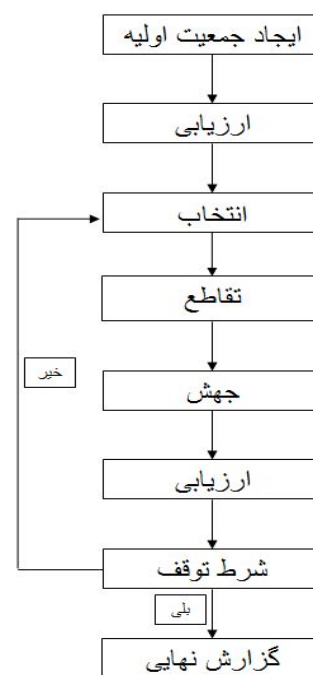 ایجاد جمعیت اولیه
ارزیابی
انتخاب
تقاطع
خیر
جهش
ارزیابی
شرط توقف
بلی
گزارش نهایی